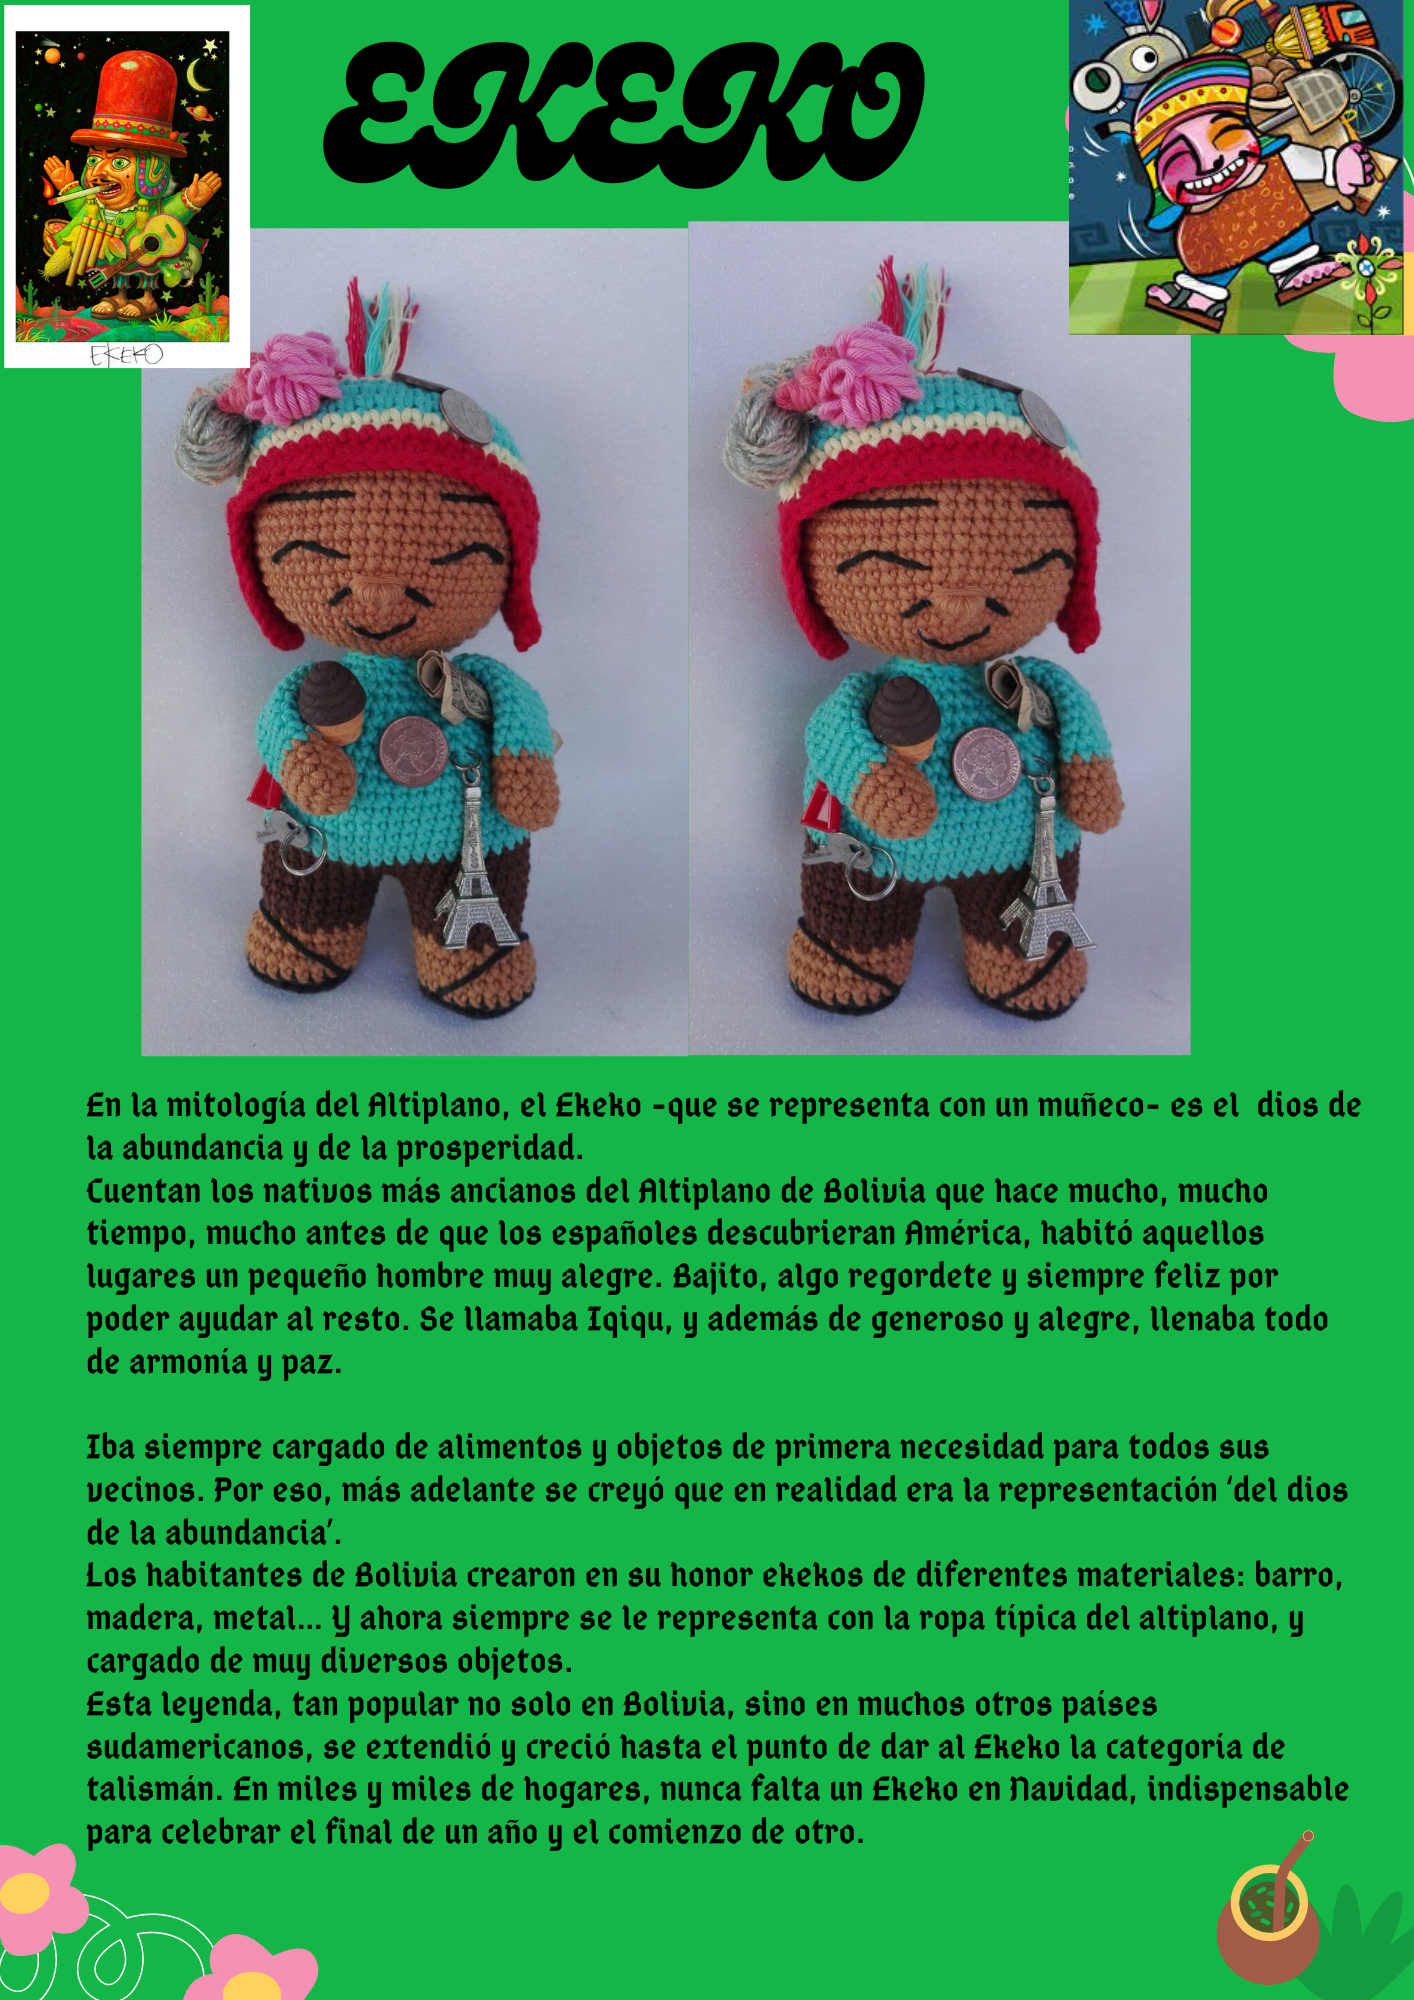 EKEKO
EKEKO
En la mitología del Altiplano, el Ekeko -que se representa con un muñeco- es el  dios de
la abundancia y de la prosperidad.
Cuentan los nativos más ancianos del Altiplano de Bolivia que hace mucho, mucho
tiempo, mucho antes de que los españoles descubrieran América, habitó aquellos
lugares un pequeño hombre muy alegre. Bajito, algo regordete y siempre feliz por
poder ayudar al resto. Se llamaba Iqiqu, y además de generoso y alegre, llenaba todo
de armonía y paz.
Iba siempre cargado de alimentos y objetos de primera necesidad para todos sus
vecinos. Por eso, más adelante se creyó que en realidad era la representación ‘del dios
de la abundancia’.
Los habitantes de Bolivia crearon en su honor ekekos de diferentes materiales: barro,
madera, metal... Y ahora siempre se le representa con la ropa típica del altiplano, y
cargado de muy diversos objetos.
Esta leyenda, tan popular no solo en Bolivia, sino en muchos otros países
sudamericanos, se extendió y creció hasta el punto de dar al Ekeko la categoría de
talismán. En miles y miles de hogares, nunca falta un Ekeko en Navidad, indispensable
para celebrar el final de un año y el comienzo de otro.